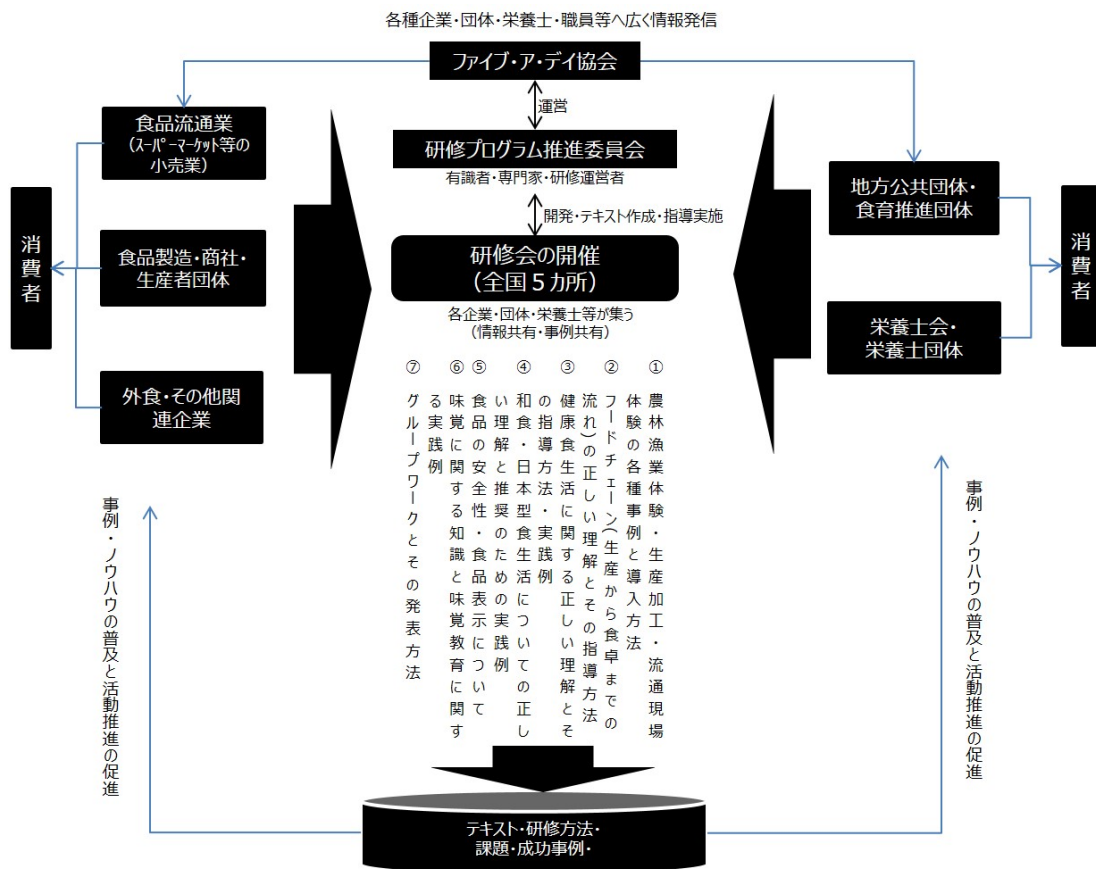 各種企業・団体・栄養士・職員等へ広く情報発信
ファイブ・ア・デイ協会
運営
研修プログラム推進委員会
有識者・専門家・研修運営者
開発・テキスト作成・指導実施
研修会の開催
（全国５カ所）
各企業・団体・栄養士等が集う
（情報共有・事例共有）
食品流通業
（ｽｰﾊﾟｰﾏｰｹｯﾄ等の
小売業）
食品製造・商社・
生産者団体
外食・その他関
連企業
消費者
地方公共団体・
食育推進団体
栄養士会・
栄養士団体
消費者
① 農林漁業体験・生産加工・流通現場
体験の各種事例と導入方法
② フードチェーン(生産から食卓までの
流れ)の正しい理解とその指導方法
③ 健康食生活に関する正しい理解とそ
の指導方法・実践例
④ 和食・日本型食生活についての正し
い理解と推奨のための実践例
⑤ 食品の安全性・食品表示について
⑥ 味覚に関する知識と味覚教育に関す
る実践例
⑦ グループワークとその発表方法
事例・ノウハウの普及と活動推進の促進
事例・ノウハウの普及と活動推進の促進
テキスト・研修方法・
課題・成功事例・